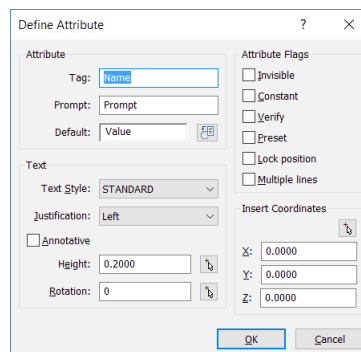 Define Attribute
Attribute
Tag: Name
Prompt: Prompt
Default: Value
Text
Text Style: STANDARD
Justification: Left
Annotative
Height: 0.2000
Rotation: 0
Attribute Flags
Invisible
Constant
Verify
Preset
Lock position
Multiple lines
Insert Coordinates
X: 0.0000
Y: 0.0000
Z: 0.0000
OK Cancel